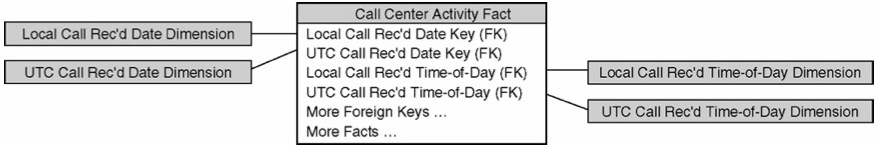 Call Center Activity Fact
Local Call Rec'd Date Dimension
UTC Call Rec'd Date Dimension
Local Call Rec'd Date Key (FK)
UTC Call Rec'd Date Key (FK)
Local Call Rec'd Time-of-Day (FK)
UTC Call Rec'd Time-of-Day (FK)
More Foreign Keys ...
More Facts ...
Local Call Rec'd Time-of-Day Dimension
UTC Call Rec'd Time-of-Day Dimension